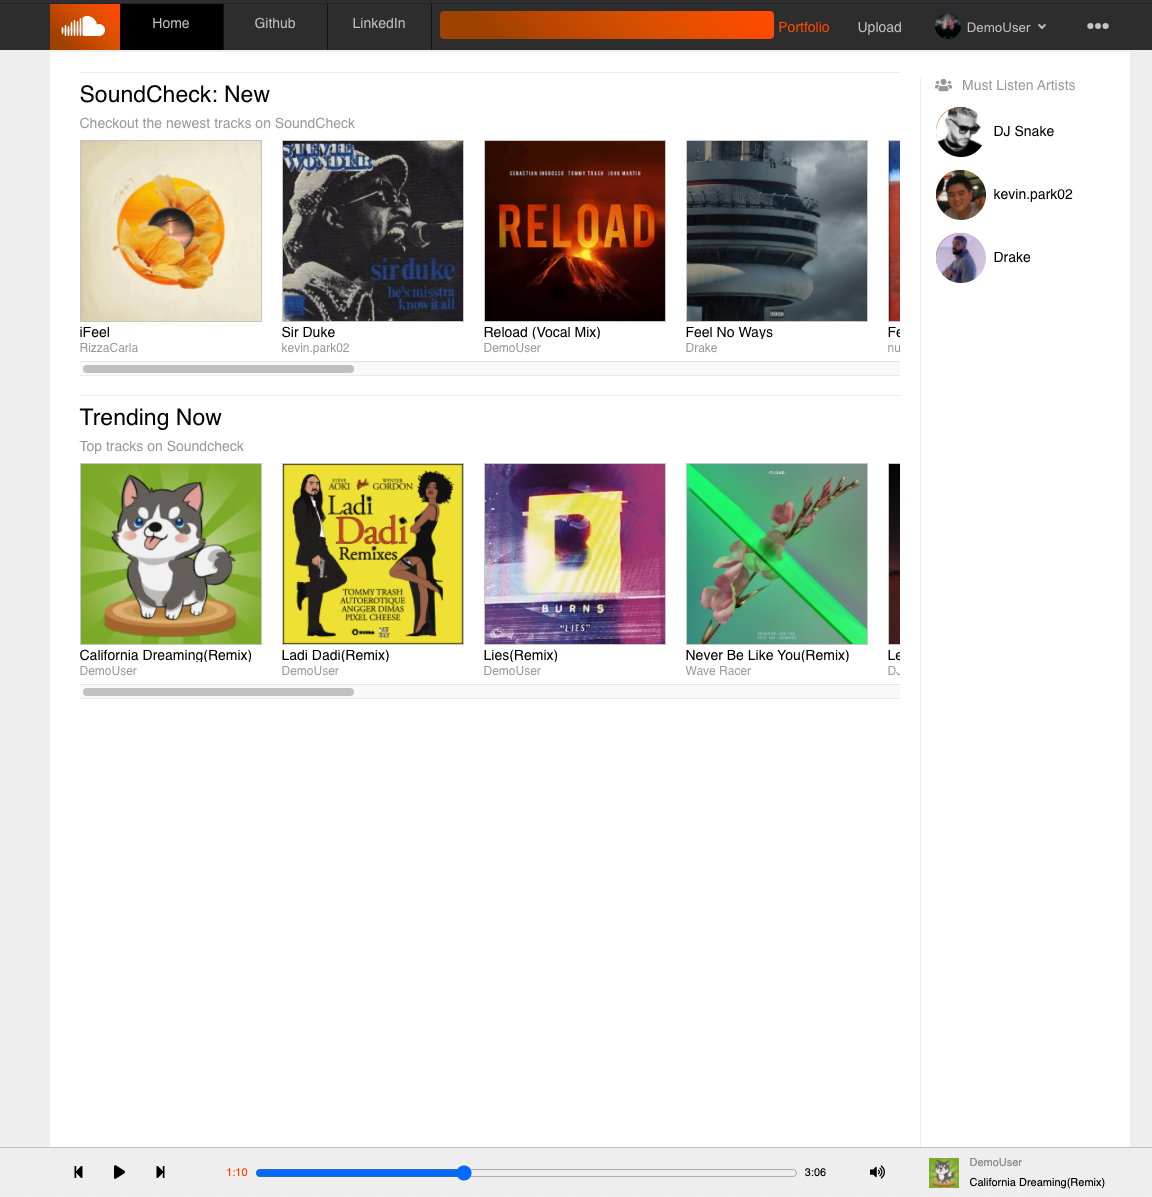 Home
Github
LinkedIn
Portfolio
Upload
DemoUser
SoundCheck: New
Checkout the newest tracks on SoundCheck
STEVIE WONDER
sir duke
he's misstra
know it all
SEBASTIAN INGROSSO TOMMY TRASH JOHN MARTIN
RELOAD
iFeel
RizzaCarla
Sir Duke
kevin.park02
Reload (Vocal Mix)
DemoUser
Feel No Ways
Drake
Fe
nu
Must Listen Artists
DJ Snake
kevin.park02
Drake
Trending Now
Top tracks on Soundcheck
STEVE AOKI feat. WYNTER GORDON
Ladi
Dadi
Remixes
TOMMY TRASH
AUTOEROTIQUE
ANGGER DIMAS
PIXEL CHEESE
BURNS
"LIES"
FLUME
California Dreaming(Remix)
DemoUser
Ladi Dadi(Remix)
DemoUser
Lies(Remix)
DemoUser
Never Be Like You(Remix)
Wave Racer
Le
DJ
1:10
3:06
DemoUser
California Dreaming(Remix)